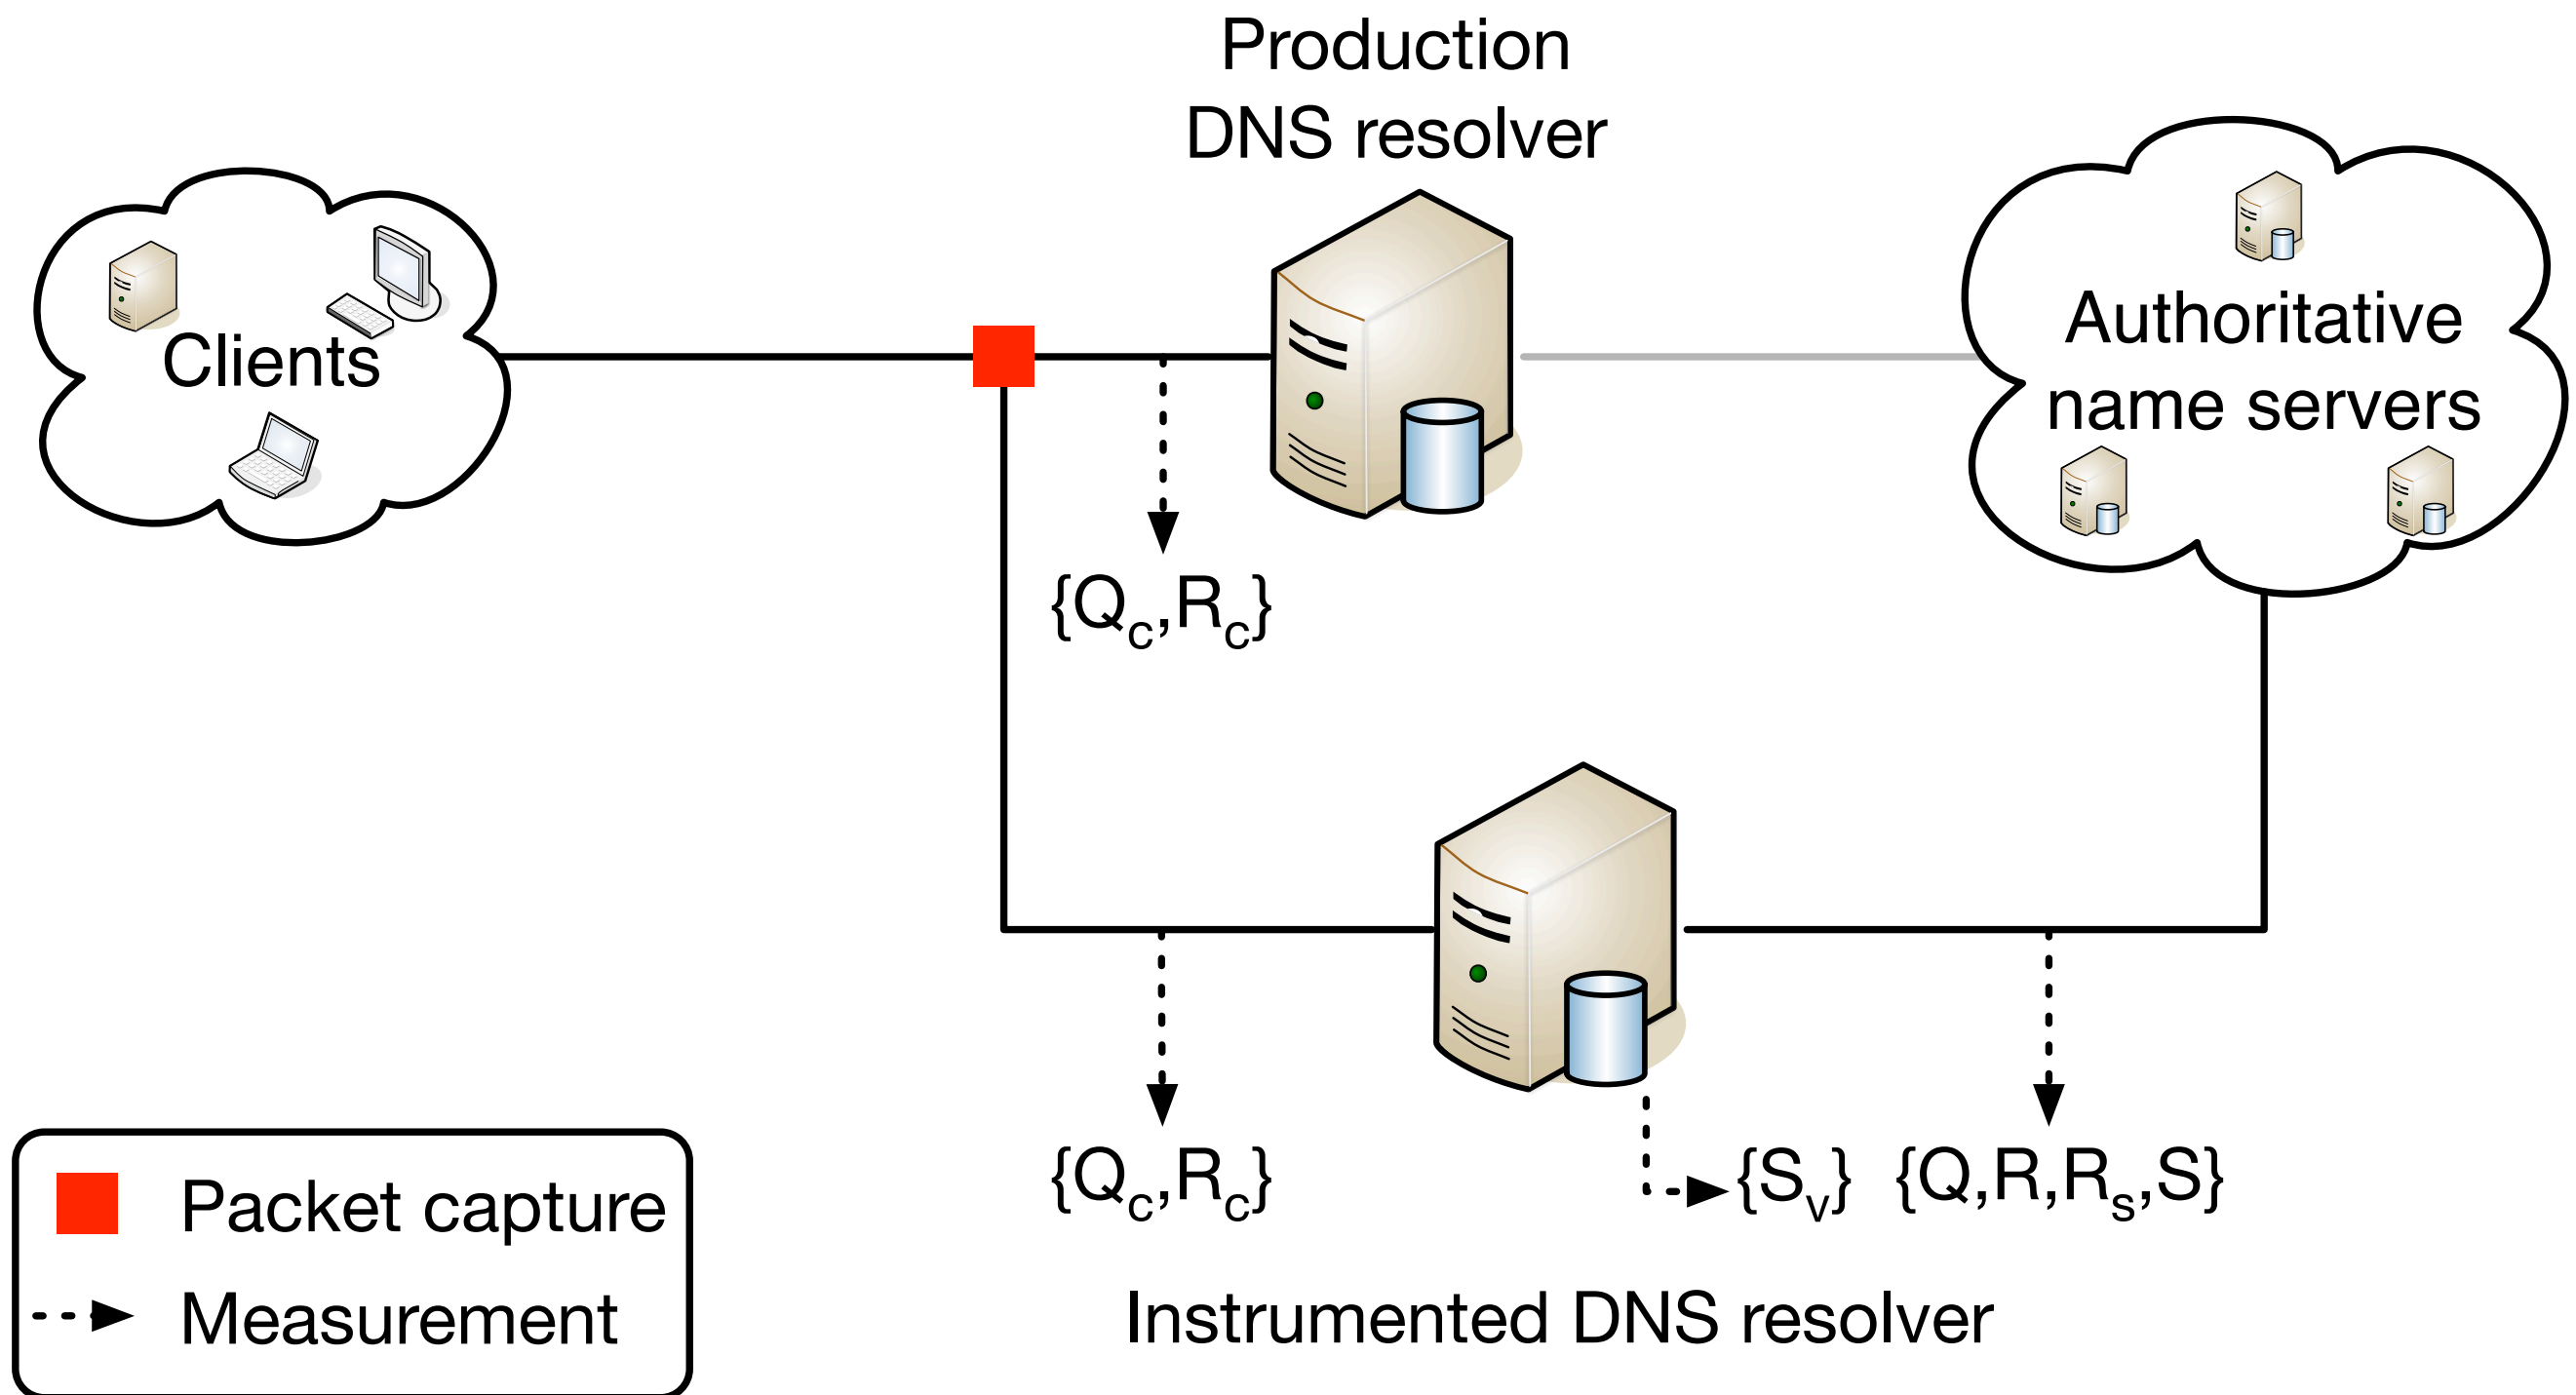 Production
DNS resolver
Clients
Authoritative
name servers
{Qc,Rc}
{Qc,Rc}
{Sv}
{Q,R,Rs,S}
Packet capture
Measurement
Instrumented DNS resolver